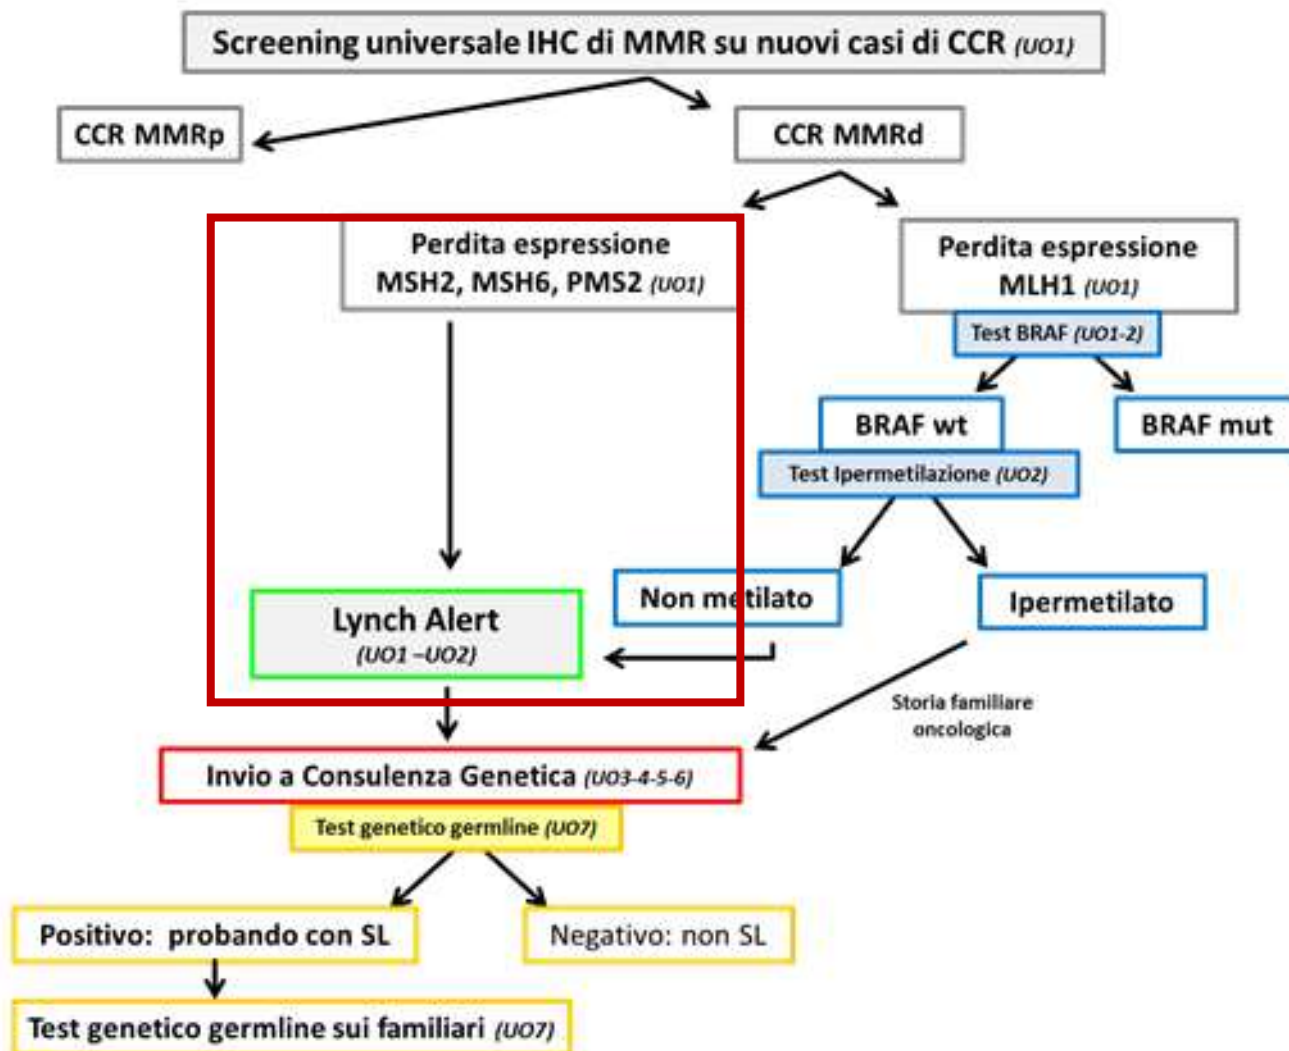 Screening universale IHC di MMR su nuovi casi di CCR (UO1)
CCR MMRp
CCR MMRd
Perdita espressione
MSH2, MSH6, PMS2 (UO1)
Perdita espressione
MLH1 (UO1)
Test BRAF (UO1-2)
BRAF wt
BRAF mut
Test Ipermetilazione (UO2)
Non metilato
Ipermetilato
Lynch Alert
(UO1 –UO2)
Storia familiare
oncologica
Invio a Consulenza Genetica (UO3-4-5-6)
Test genetico germline (UO7)
Positivo: probando con SL
Negativo: non SL
Test genetico germline sui familiari (UO7)